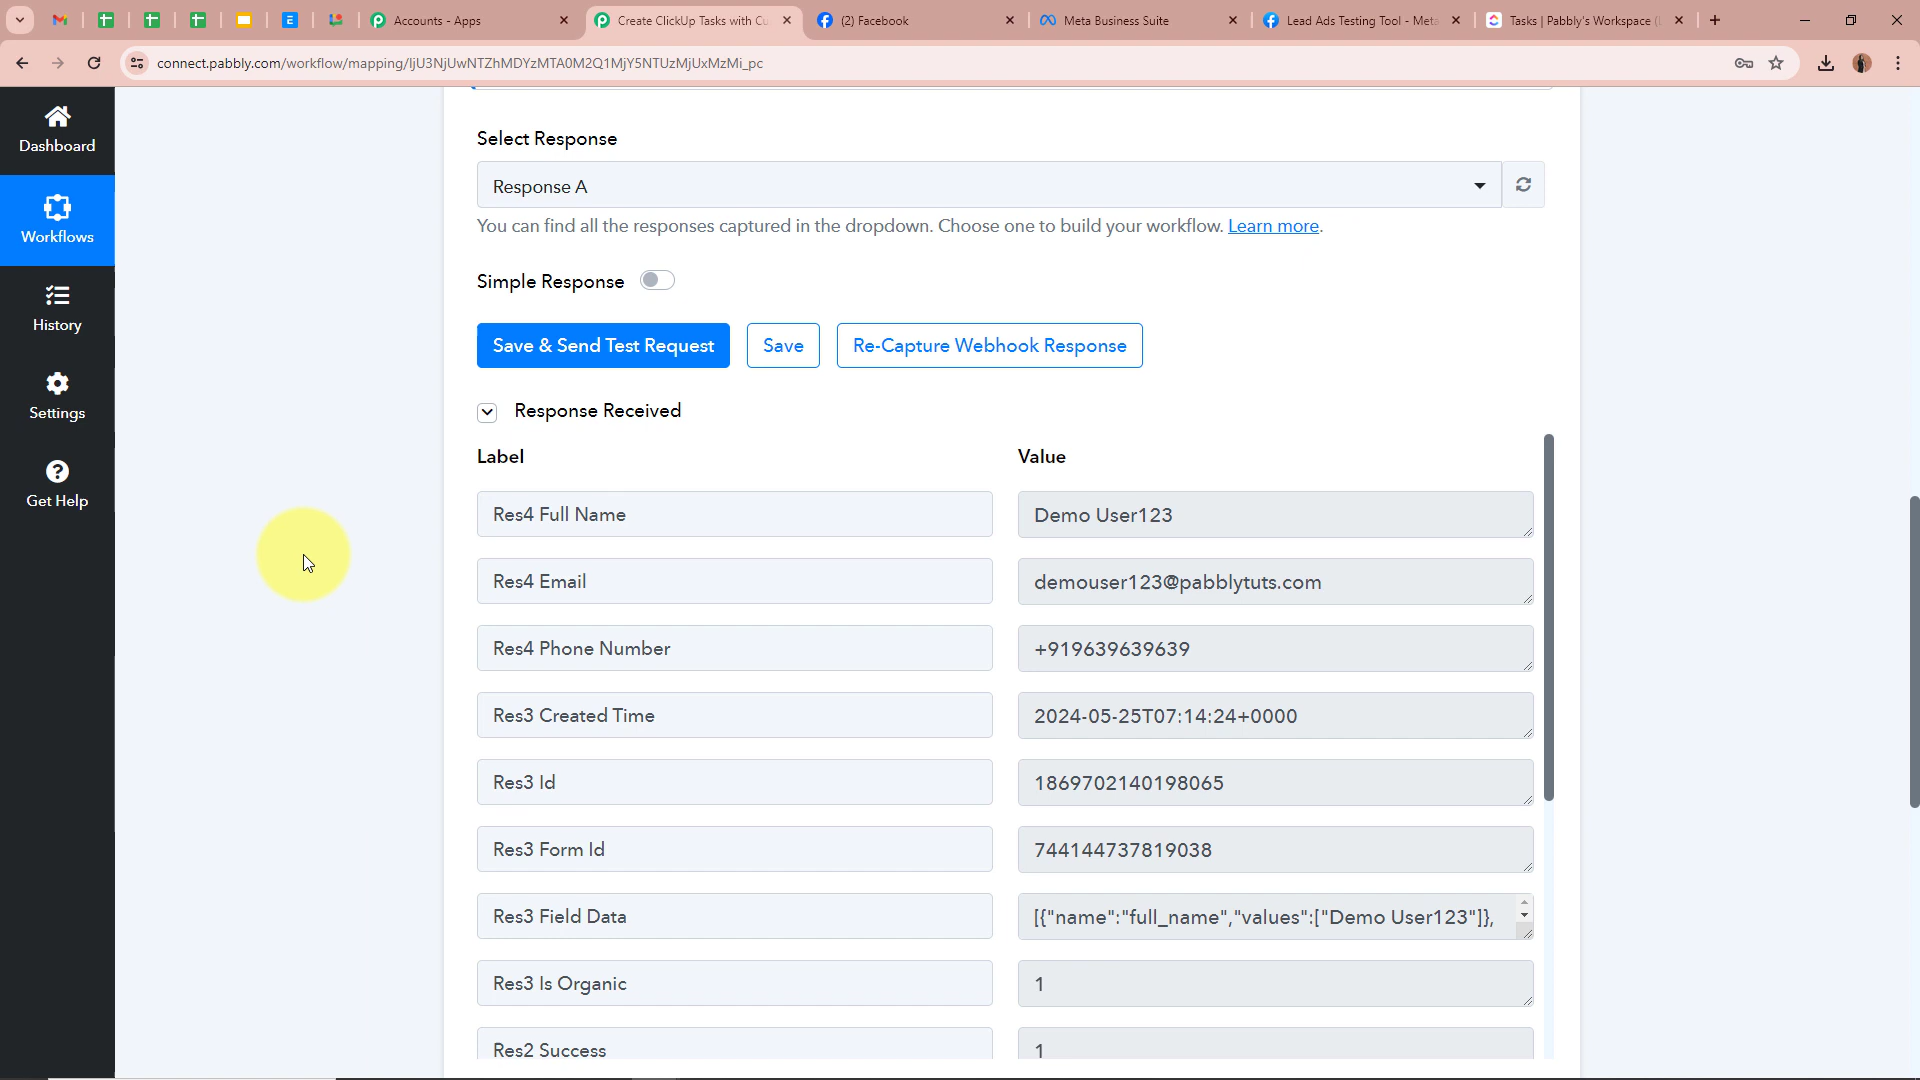 Accounts - Apps
Create ClickUp Tasks with Cu
(2) Facebook
Meta Business Suite
Lead Ads Testing Tool - Meta
Tasks | Pabbly's Workspace (
connect.pabbly.com/workflow/mapping/IjU3NjUwNTZhMDYzMTA0M2Q1MjY5NTUzMjUxMzMi_pc
Dashboard
Workflows
History
Settings
Get Help
Select Response
Response A
You can find all the responses captured in the dropdown. Choose one to build your workflow. Learn more.
Simple Response
Save & Send Test Request
Save
Re-Capture Webhook Response
Response Received
Label
Value
Res4 Full Name
Demo User123
Res4 Email
demouser123@pabblytuts.com
Res4 Phone Number
+919639639639
Res3 Created Time
2024-05-25T07:14:24+0000
Res3 Id
1869702140198065
Res3 Form Id
744144737819038
Res3 Field Data
[{"name":"full_name","values":["Demo User123"]},
Res3 Is Organic
1
Res2 Success
1